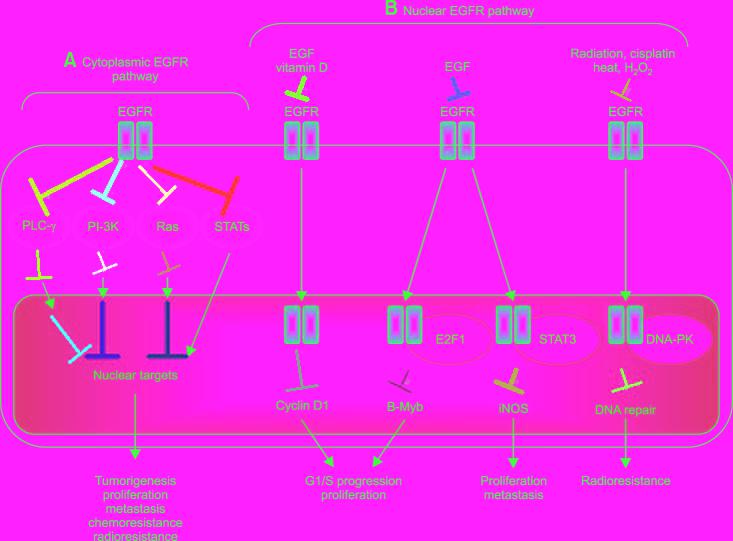 B Nuclear EGFR pathway
A Cytoplasmic EGFR
pathway
EGF
vitamin D
EGF
Radiation, cisplatin
heat, H₂O₂
EGFR
EGFR
EGFR
EGFR
PLC-γ
PI-3K
Ras
STATs
E2F1
STAT3
DNA-PK
Nuclear targets
Cyclin D1
B-Myb
iNOS
DNA repair
Tumorigenesis
proliferation
metastasis
chemoresistance
radioresistance
G1/S progression
proliferation
Proliferation
metastasis
Radioresistance